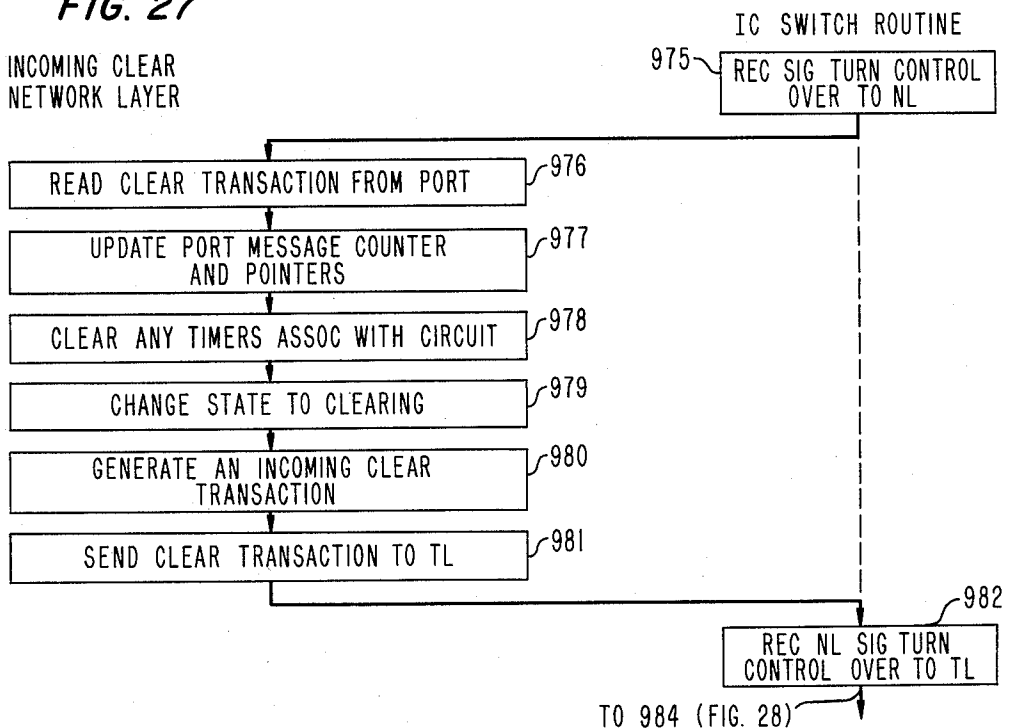 FIG. 27
IC SWITCH ROUTINE
INCOMING CLEAR
NETWORK LAYER
975
REC SIG TURN CONTROL
OVER TO NL
READ CLEAR TRANSACTION FROM PORT
976
UPDATE PORT MESSAGE COUNTER
AND POINTERS
977
CLEAR ANY TIMERS ASSOC WITH CIRCUIT
978
CHANGE STATE TO CLEARING
979
GENERATE AN INCOMING CLEAR
TRANSACTION
980
SEND CLEAR TRANSACTION TO TL
981
982
REC NL SIG TURN
CONTROL OVER TO TL
TO 984 (FIG. 28)